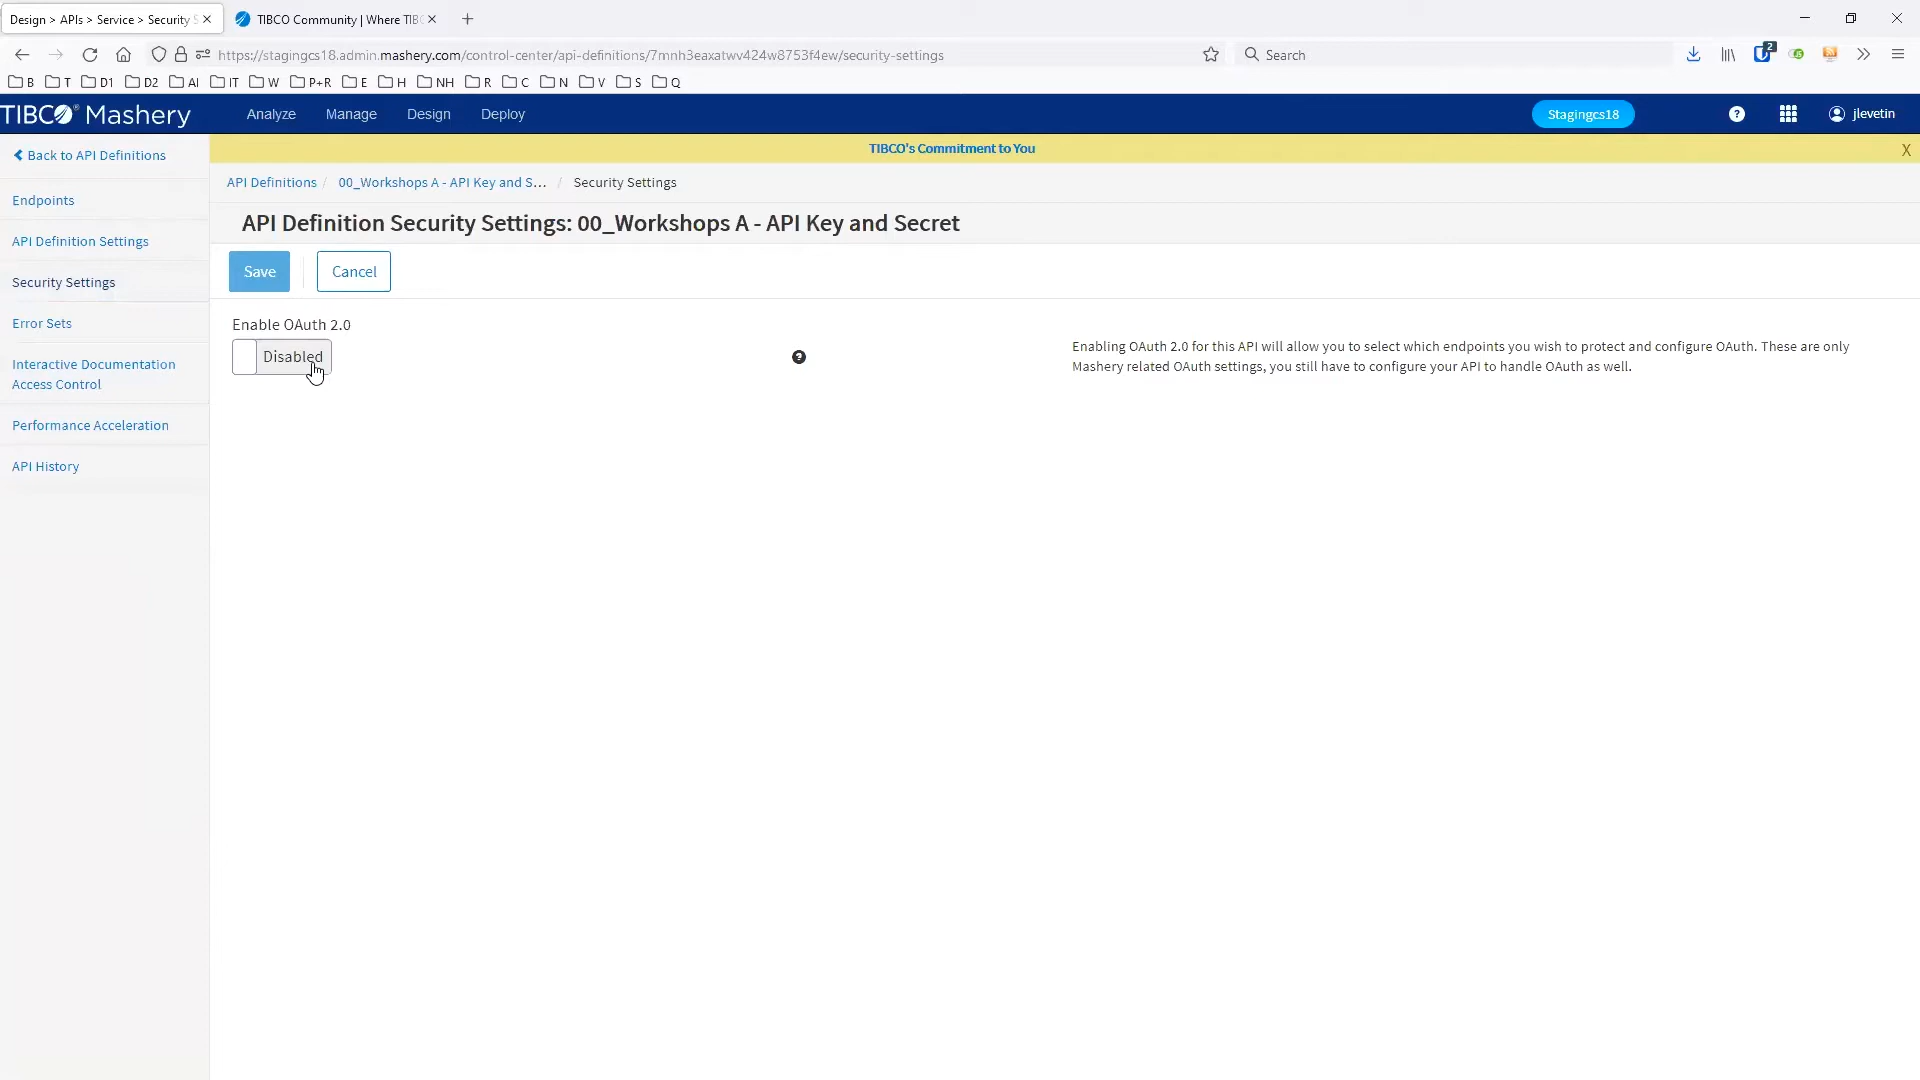 Design > APIs > Service > Security S
TIBCO Community | Where TIBC
https://stagingcs18.admin.mashery.com/control-center/api-definitions/7mnh3eaxatwv424w8753f4ew/security-settings
Search
2
B T D1 D2 AI IT W P+R E H NH R C N V S Q
TIBCO® Mashery
Analyze Manage Design Deploy
Stagingcs18
?
jlevetin
Back to API Definitions
TIBCO's Commitment to You
X
API Definitions / 00_Workshops A - API Key and S... / Security Settings
Endpoints
API Definition Settings
Security Settings
Error Sets
Interactive Documentation
Access Control
Performance Acceleration
API History
API Definition Security Settings: 00_Workshops A - API Key and Secret
Save
Cancel
Enable OAuth 2.0
Disabled
?
Enabling OAuth 2.0 for this API will allow you to select which endpoints you wish to protect and configure OAuth. These are only
Mashery related OAuth settings, you still have to configure your API to handle OAuth as well.